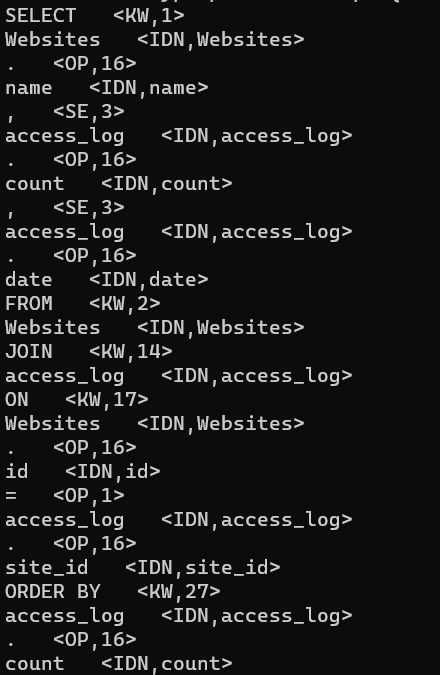 SELECT   <KW,1>
Websites   <IDN,Websites>
.   <OP,16>
name   <IDN,name>
,   <SE,3>
access_log   <IDN,access_log>
.   <OP,16>
count   <IDN,count>
,   <SE,3>
access_log   <IDN,access_log>
.   <OP,16>
date   <IDN,date>
FROM   <KW,2>
Websites   <IDN,Websites>
JOIN   <KW,14>
access_log   <IDN,access_log>
ON   <KW,17>
Websites   <IDN,Websites>
.   <OP,16>
id   <IDN,id>
=   <OP,1>
access_log   <IDN,access_log>
.   <OP,16>
site_id   <IDN,site_id>
ORDER BY   <KW,27>
access_log   <IDN,access_log>
.   <OP,16>
count   <IDN,count>